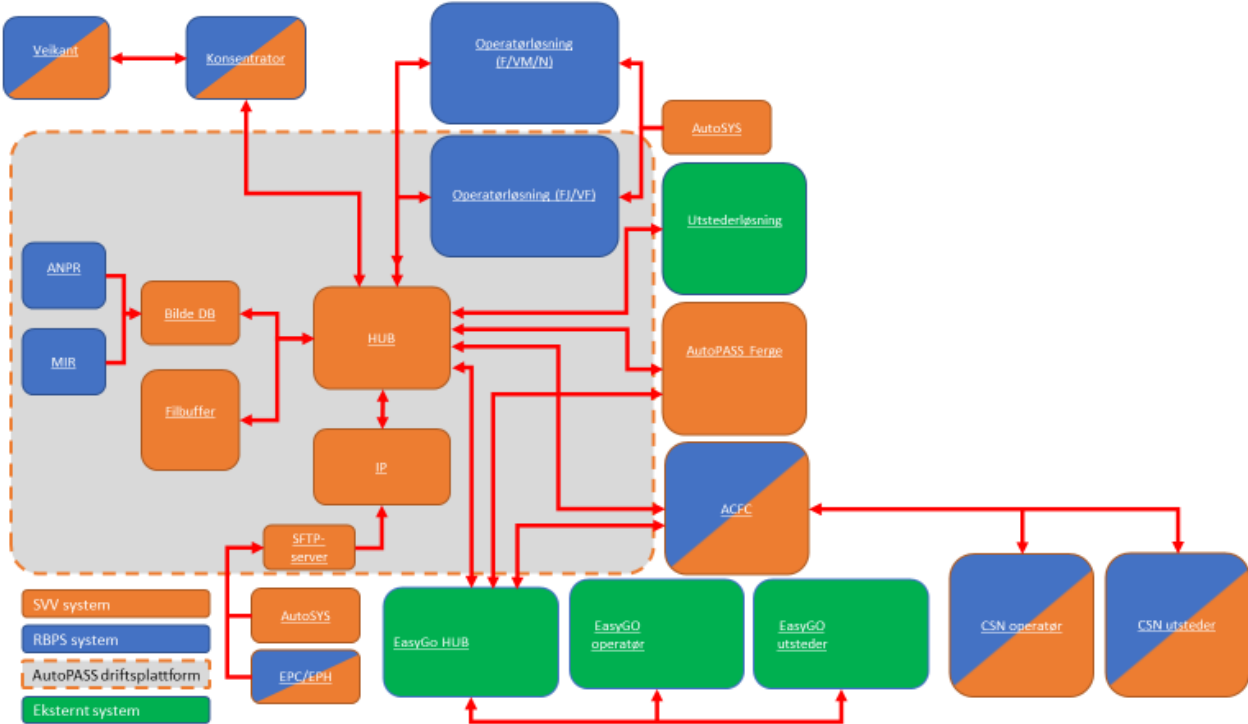 Veikant
Konsentrator
Operatørløsning
(F/VM/N)
AutoSYS
Operatørløsning (FJ/VF)
Utstederløsning
ANPR
Bilde DB
HUB
MIR
AutoPASS Ferge
Filbuffer
IP
ACFC
SFTP-
server
SVV system
RBPS system
AutoPASS driftsplattform
Eksternt system
AutoSYS
EPC/EPH
EasyGo HUB
EasyGO
operatør
EasyGO
utsteder
CSN operatør
CSN utsteder